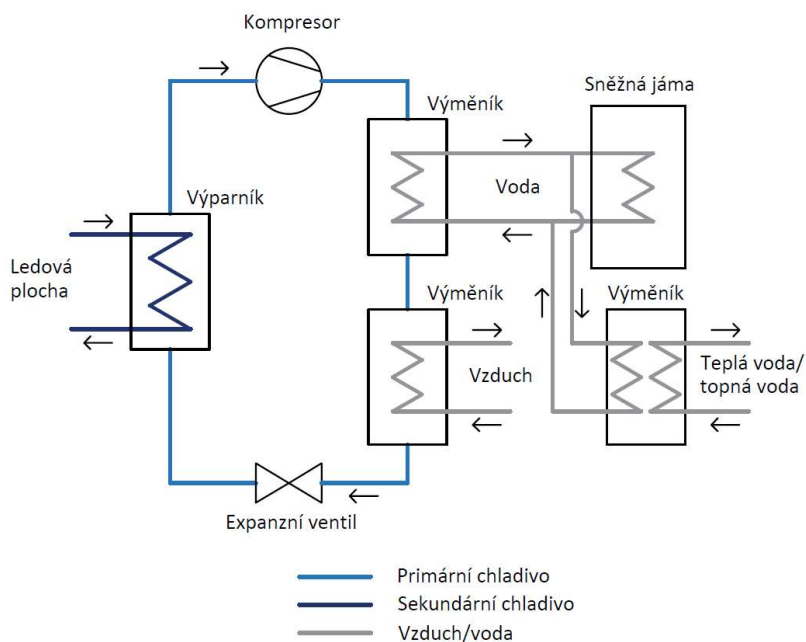 Kompresor
Výměník
Sněžná jáma
Voda
Výparník
Ledová
plocha
Výměník
Výměník
Vzduch
Teplá voda/
topná voda
Expanzní ventil
Primární chladivo
Sekundární chladivo
Vzduch/voda